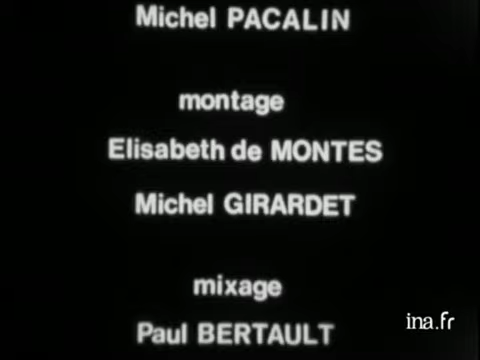 Michel PACALIN
montage
Elisabeth de MONTES
Michel GIRARDET
mixage
Paul BERTAULT
ina.fr